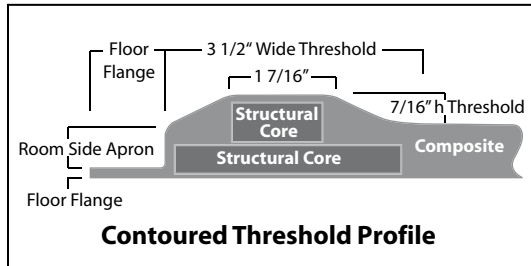 Floor
Flange
3 1/2“ Wide Threshold
1 7/16”
7/16” h Threshold
Structural
Core
Room Side Apron
Structural Core
Composite
Floor Flange
Contoured Threshold Profile